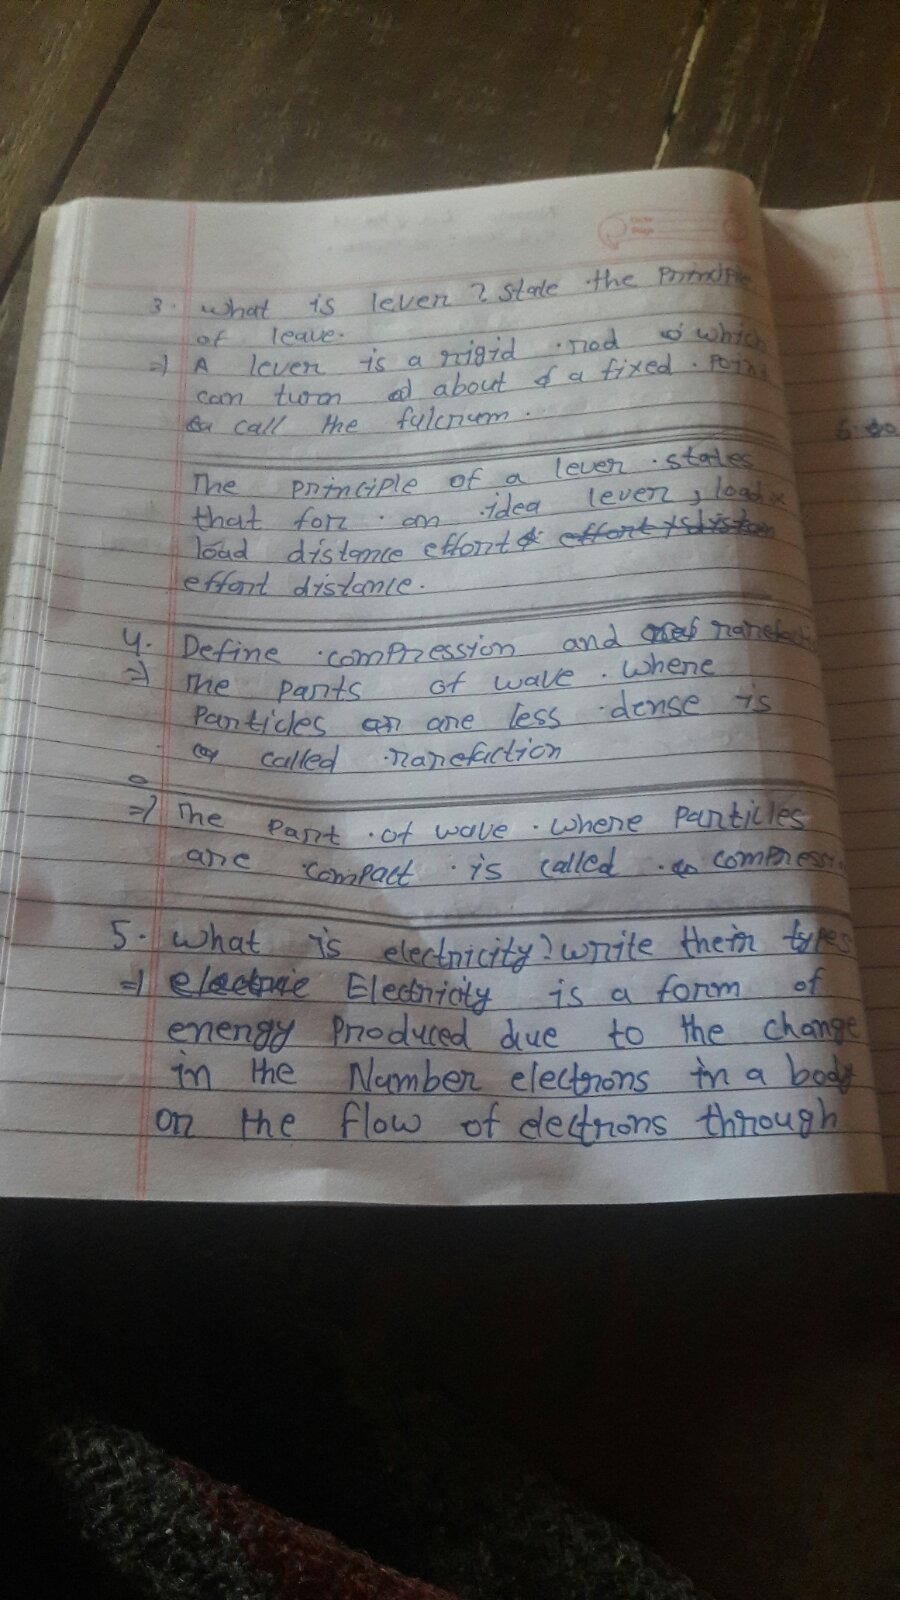 3. What is lever? State the Principle
of leave.
=> A lever is a rigid rod which
can turn about a fixed point
call the fulcrum.
The principle of a lever states
that for an idea lever, load x
load distance effort
effort distance.
4. Define compression and rarefacti
=> The parts of wave where
Particles are less dense is
called rarefaction
=> The part of wave where particles
are compact is called compressi
5. What is electricity? Write their types
=> Electricity is a form of
energy Produced due to the change
in the Number electrons in a body
or the flow of electrons through